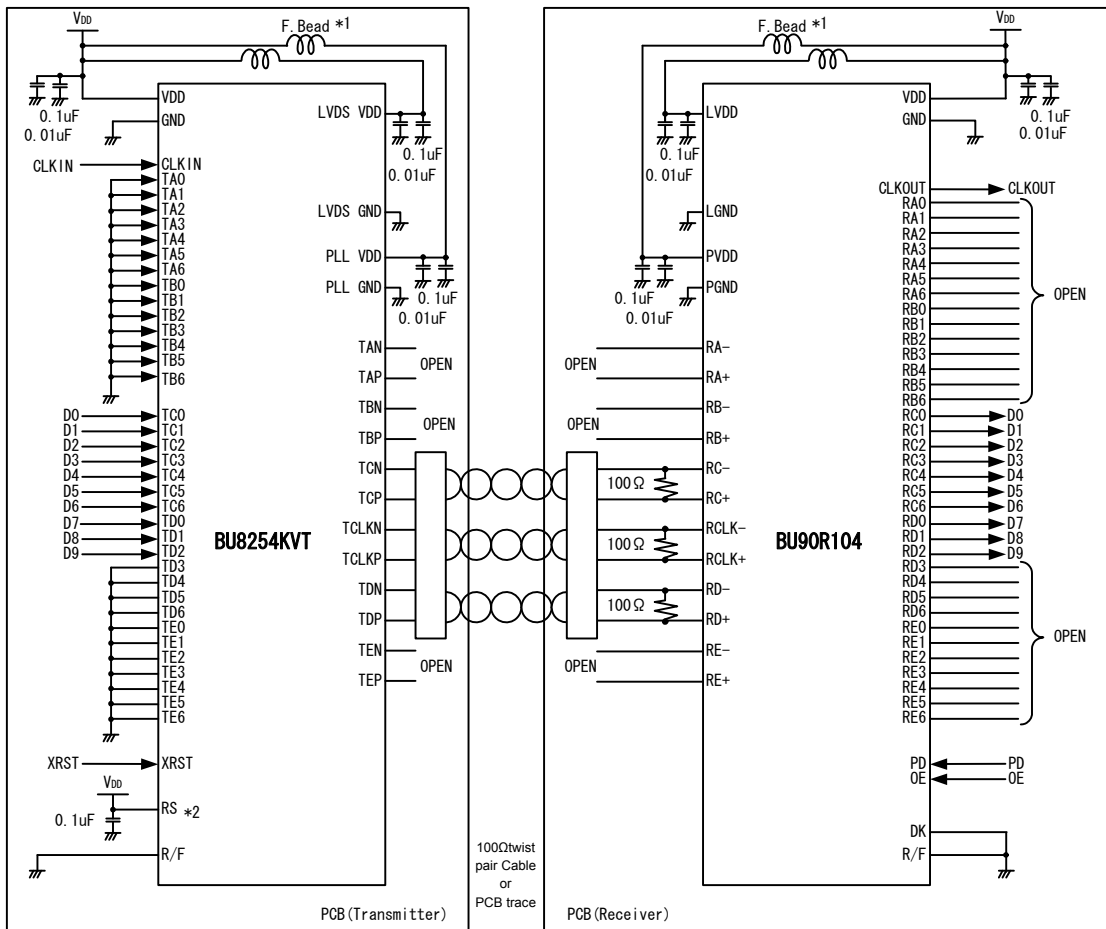 VDD
F.Bead *1
0.1uF
0.01uF
VDD
GND
LVDS VDD
0.1uF
0.01uF
CLKIN
CLKIN
TA0
TA1
TA2
TA3
TA4
TA5
TA6
TB0
TB1
TB2
TB3
TB4
TB5
TB6
LVDS GND
PLL VDD
PLL GND
0.1uF
0.01uF
TAN
OPEN
TAP
TBN
OPEN
TBP
TCN
TCP
TCLKN
TCLKP
TDN
TDP
TEN
OPEN
TEP
D0
D1
D2
D3
D4
D5
D6
D7
D8
D9
TC0
TC1
TC2
TC3
TC4
TC5
TC6
TD0
TD1
TD2
TD3
TD4
TD5
TD6
TE0
TE1
TE2
TE3
TE4
TE5
TE6
BU8254KVT
XRST
XRST
VDD
RS *2
0.1uF
R/F
PCB(Transmitter)
100Ωtwist
pair Cable
or
PCB trace
F.Bead *1
VDD
0.1uF
0.01uF
LVDD
0.1uF
0.01uF
VDD
GND
LGND
PVDD
PGND
0.1uF
0.01uF
OPEN
RA-
RA+
OPEN
RB-
RB+
100Ω
RC-
RC+
100Ω
RCLK-
RCLK+
100Ω
RD-
RD+
OPEN
RE-
RE+
BU90R104
CLKOUT
CLKOUT
RA0
RA1
RA2
RA3
RA4
RA5
RA6
RB0
RB1
RB2
RB3
RB4
RB5
RB6
OPEN
RC0
RC1
RC2
RC3
RC4
RC5
RC6
RD0
RD1
RD2
D0
D1
D2
D3
D4
D5
D6
D7
D8
D9
RD3
RD4
RD5
RD6
RE0
RE1
RE2
RE3
RE4
RE5
RE6
OPEN
PD
PD
OE
OE
DK
R/F
PCB(Receiver)